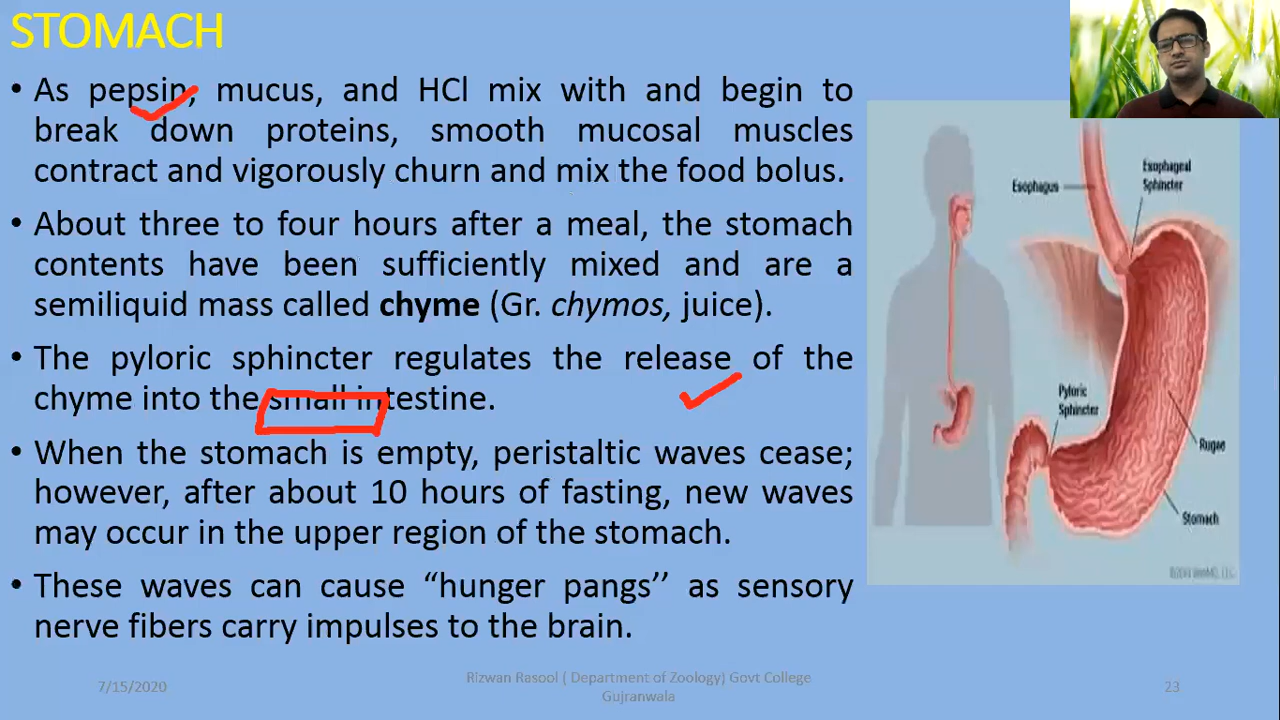 STOMACH
• As pepsin, mucus, and HCl mix with and begin to
break down proteins, smooth mucosal muscles
contract and vigorously churn and mix the food bolus.
• About three to four hours after a meal, the stomach
contents have been sufficiently mixed and are a
semiliquid mass called chyme (Gr. chymos, juice).
• The pyloric sphincter regulates the release of the
chyme into the small intestine.
• When the stomach is empty, peristaltic waves cease;
however, after about 10 hours of fasting, new waves
may occur in the upper region of the stomach.
• These waves can cause “hunger pangs’’ as sensory
nerve fibers carry impulses to the brain.
Esophagus
Esophageal
Sphincter
Pyloric
Sphincter
Rugae
Stomach
7/15/2020
Rizwan Rasool ( Department of Zoology) Govt College
Gujranwala
23